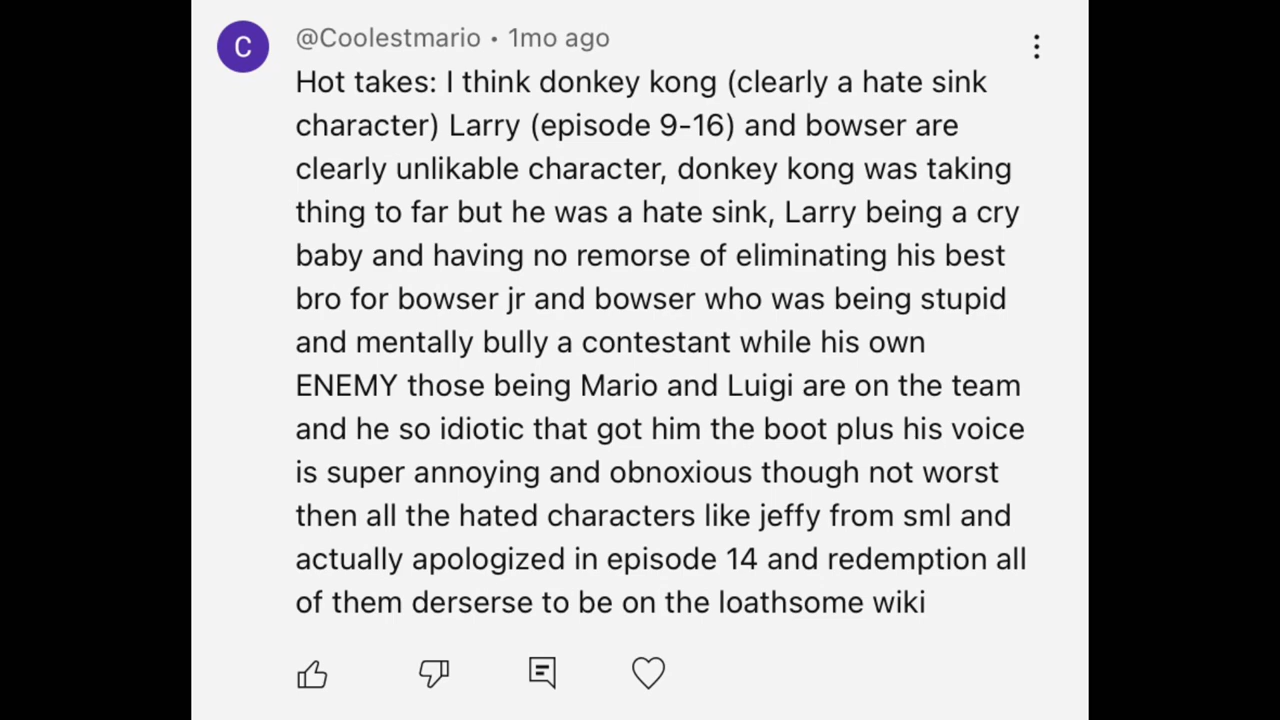 C
@Coolestmario • 1mo ago
Hot takes: I think donkey kong (clearly a hate sink
character) Larry (episode 9-16) and bowser are
clearly unlikable character, donkey kong was taking
thing to far but he was a hate sink, Larry being a cry
baby and having no remorse of eliminating his best
bro for bowser jr and bowser who was being stupid
and mentally bully a contestant while his own
ENEMY those being Mario and Luigi are on the team
and he so idiotic that got him the boot plus his voice
is super annoying and obnoxious though not worst
then all the hated characters like jeffy from sml and
actually apologized in episode 14 and redemption all
of them derserse to be on the loathsome wiki